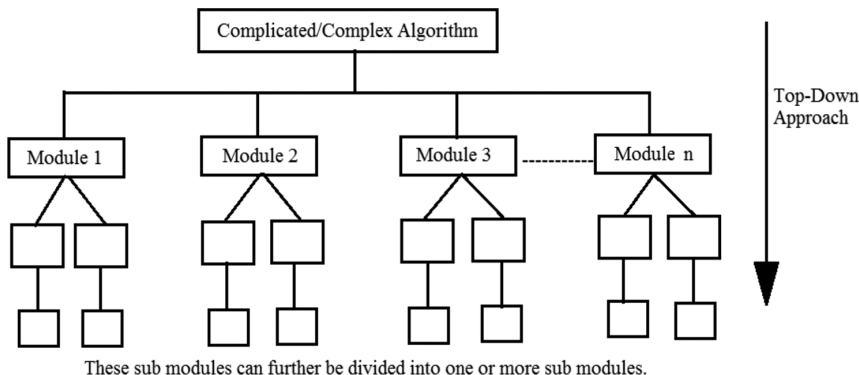 Complicated/Complex Algorithm
Top-Down
Approach
Module 1
Module 2
Module 3
Module n
These sub modules can further be divided into one or more sub modules.